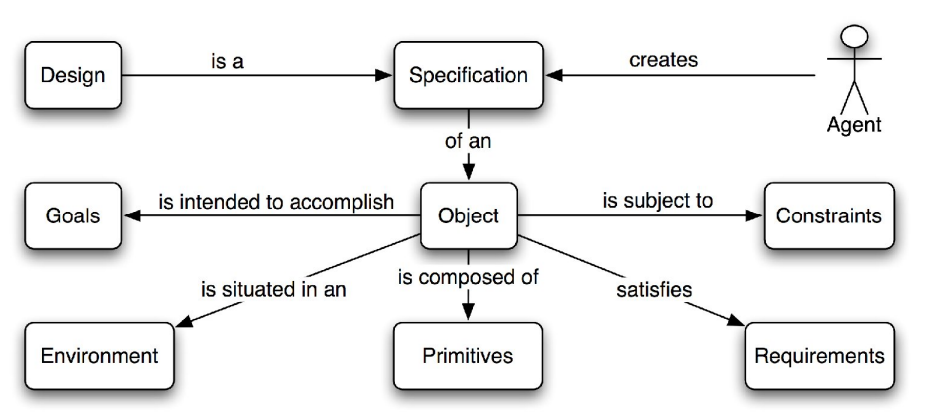 is a
creates
Design
Specification
Agent
of an
is intended to accomplish
is subject to
Goals
Object
Constraints
is situated in an
is composed of
satisfies
Environment
Primitives
Requirements